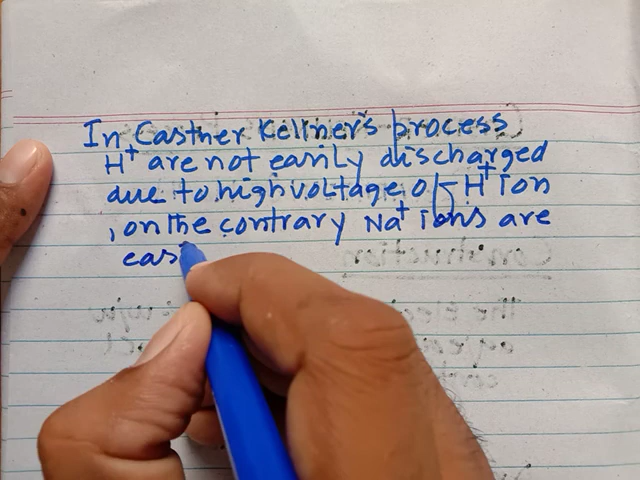 In Castner Kellner's process
H+ are not easily discharged
due to high voltage of H+ ion
, on the contrary Na+ ions are
eas
Construction